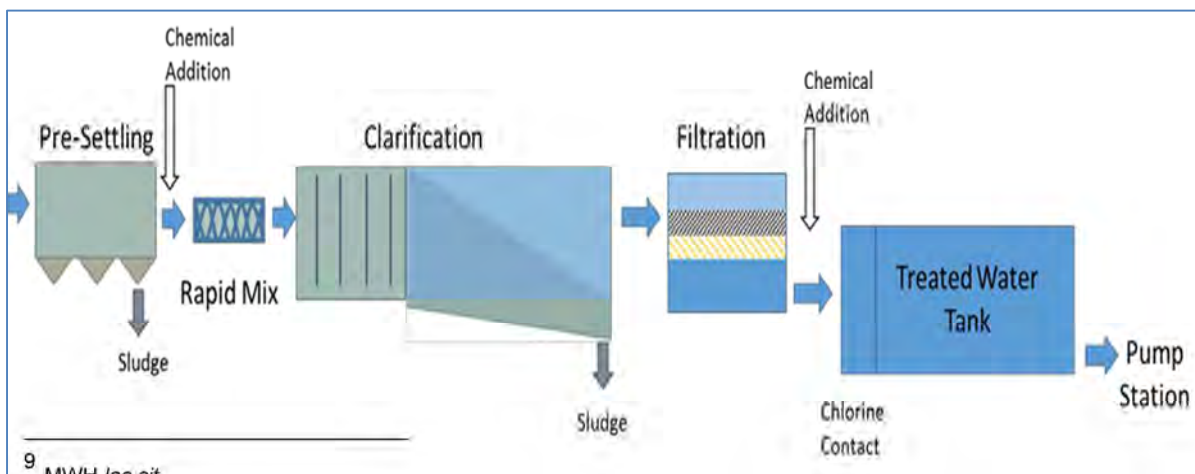 Chemical
Addition
Pre-Settling
Sludge
Rapid Mix
Clarification
Sludge
Filtration
Chemical
Addition
Treated Water
Tank
Chlorine
Contact
Pump
Station
9 MWH